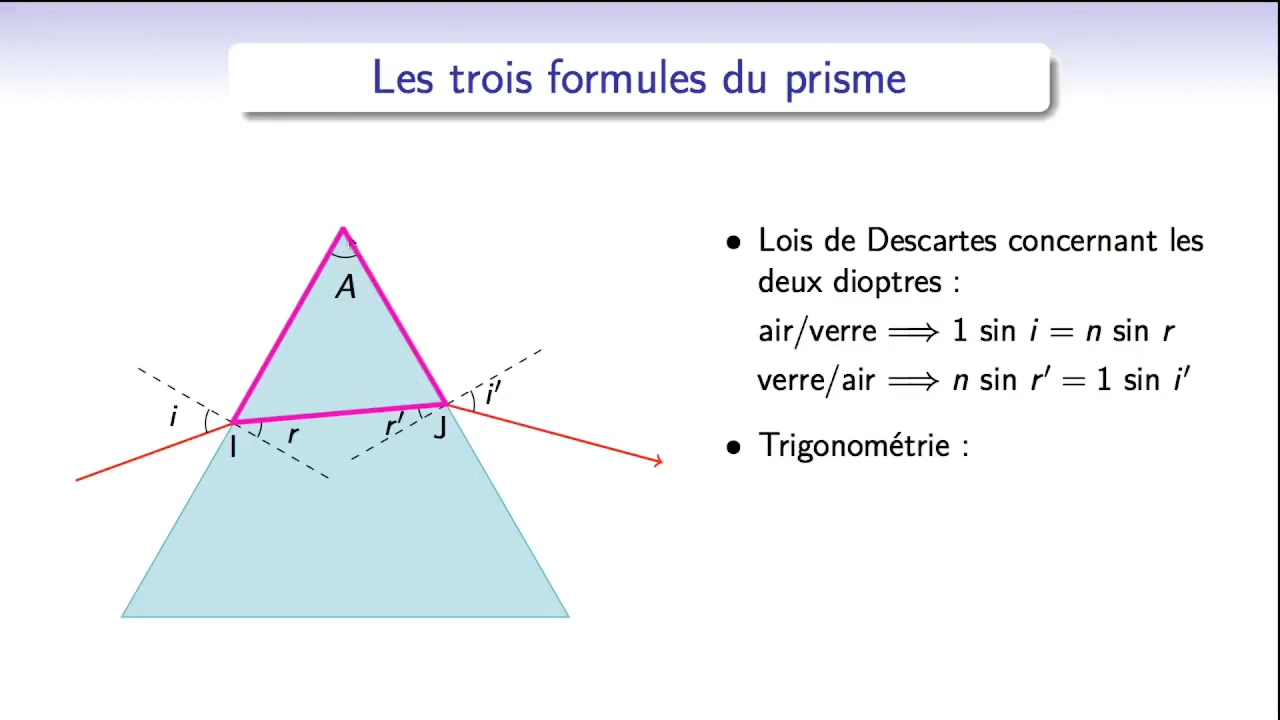 Les trois formules du prisme
A
i
I
r
r′
J
i′
• Lois de Descartes concernant les
deux dioptres :
air/verre ⟹ 1 sin i = n sin r
verre/air ⟹ n sin r′ = 1 sin i′
• Trigonométrie :